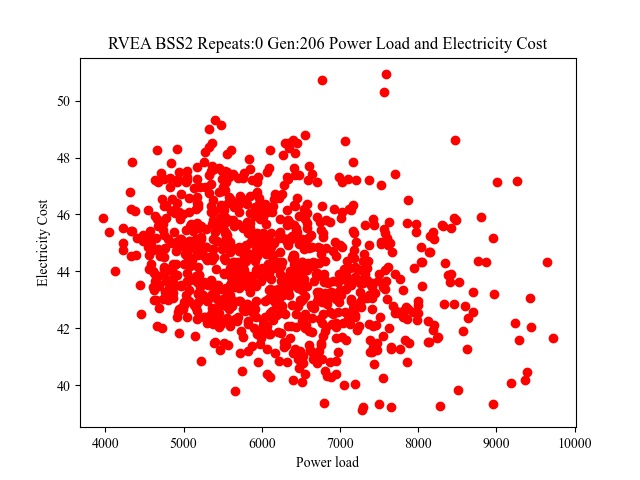 RVEA BSS2 Repeats:0 Gen:206 Power Load and Electricity Cost
50
48
46
44
42
40
Electricity Cost
4000 5000 6000 7000 8000 9000 10000
Power load